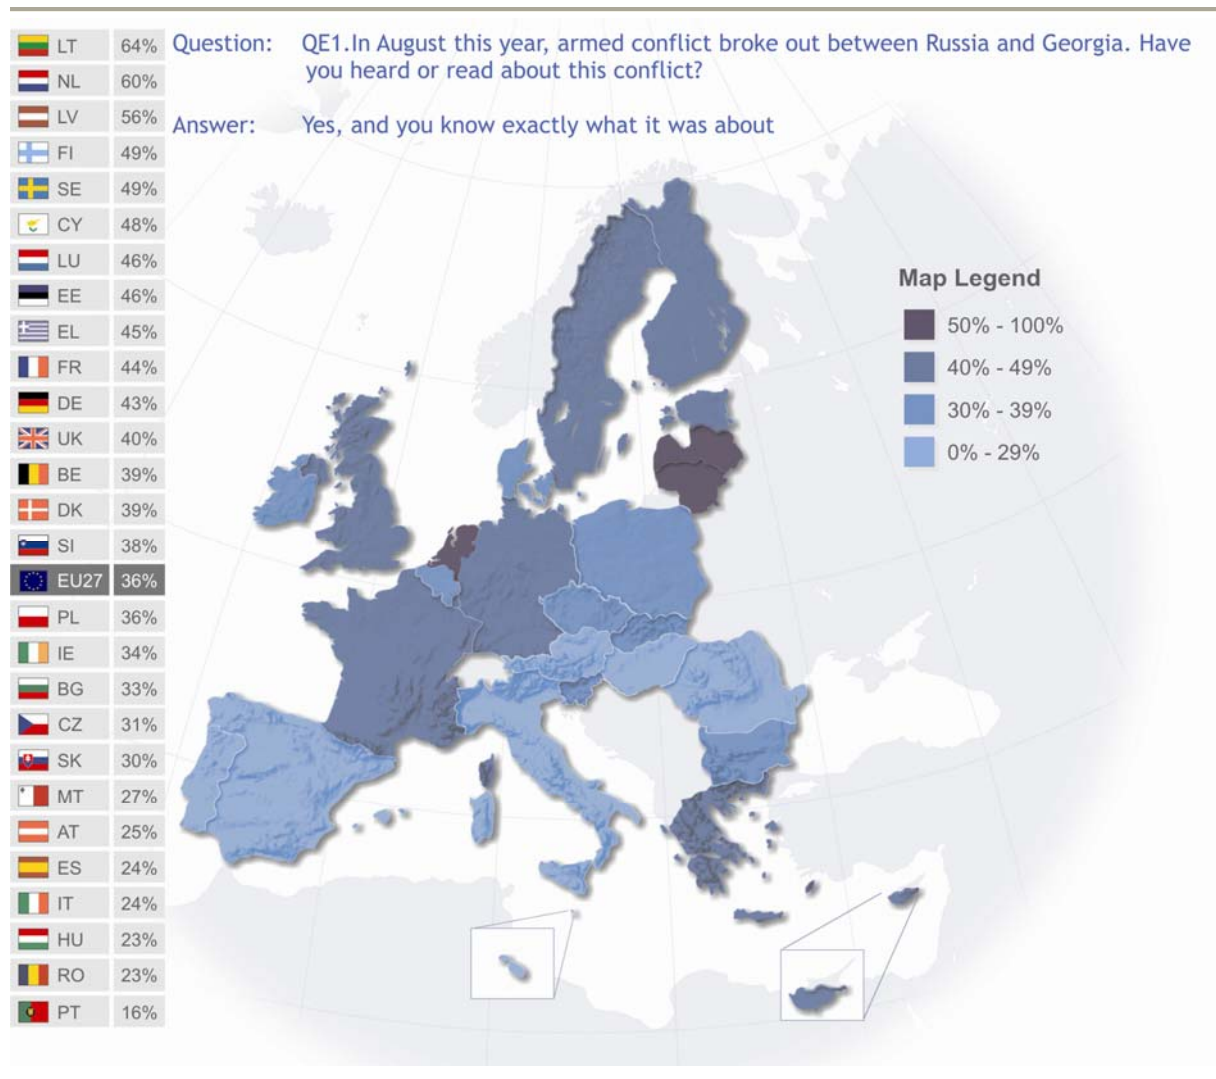 Question: QE1.In August this year, armed conflict broke out between Russia and Georgia. Have
you heard or read about this conflict?
Answer: Yes, and you know exactly what it was about
LT 64%
NL 60%
LV 56%
FI 49%
SE 49%
CY 48%
LU 46%
EE 46%
EL 45%
FR 44%
DE 43%
UK 40%
BE 39%
DK 39%
SI 38%
EU27 36%
PL 36%
IE 34%
BG 33%
CZ 31%
SK 30%
MT 27%
AT 25%
ES 24%
IT 24%
HU 23%
RO 23%
PT 16%
Map Legend
50% - 100%
40% - 49%
30% - 39%
0% - 29%